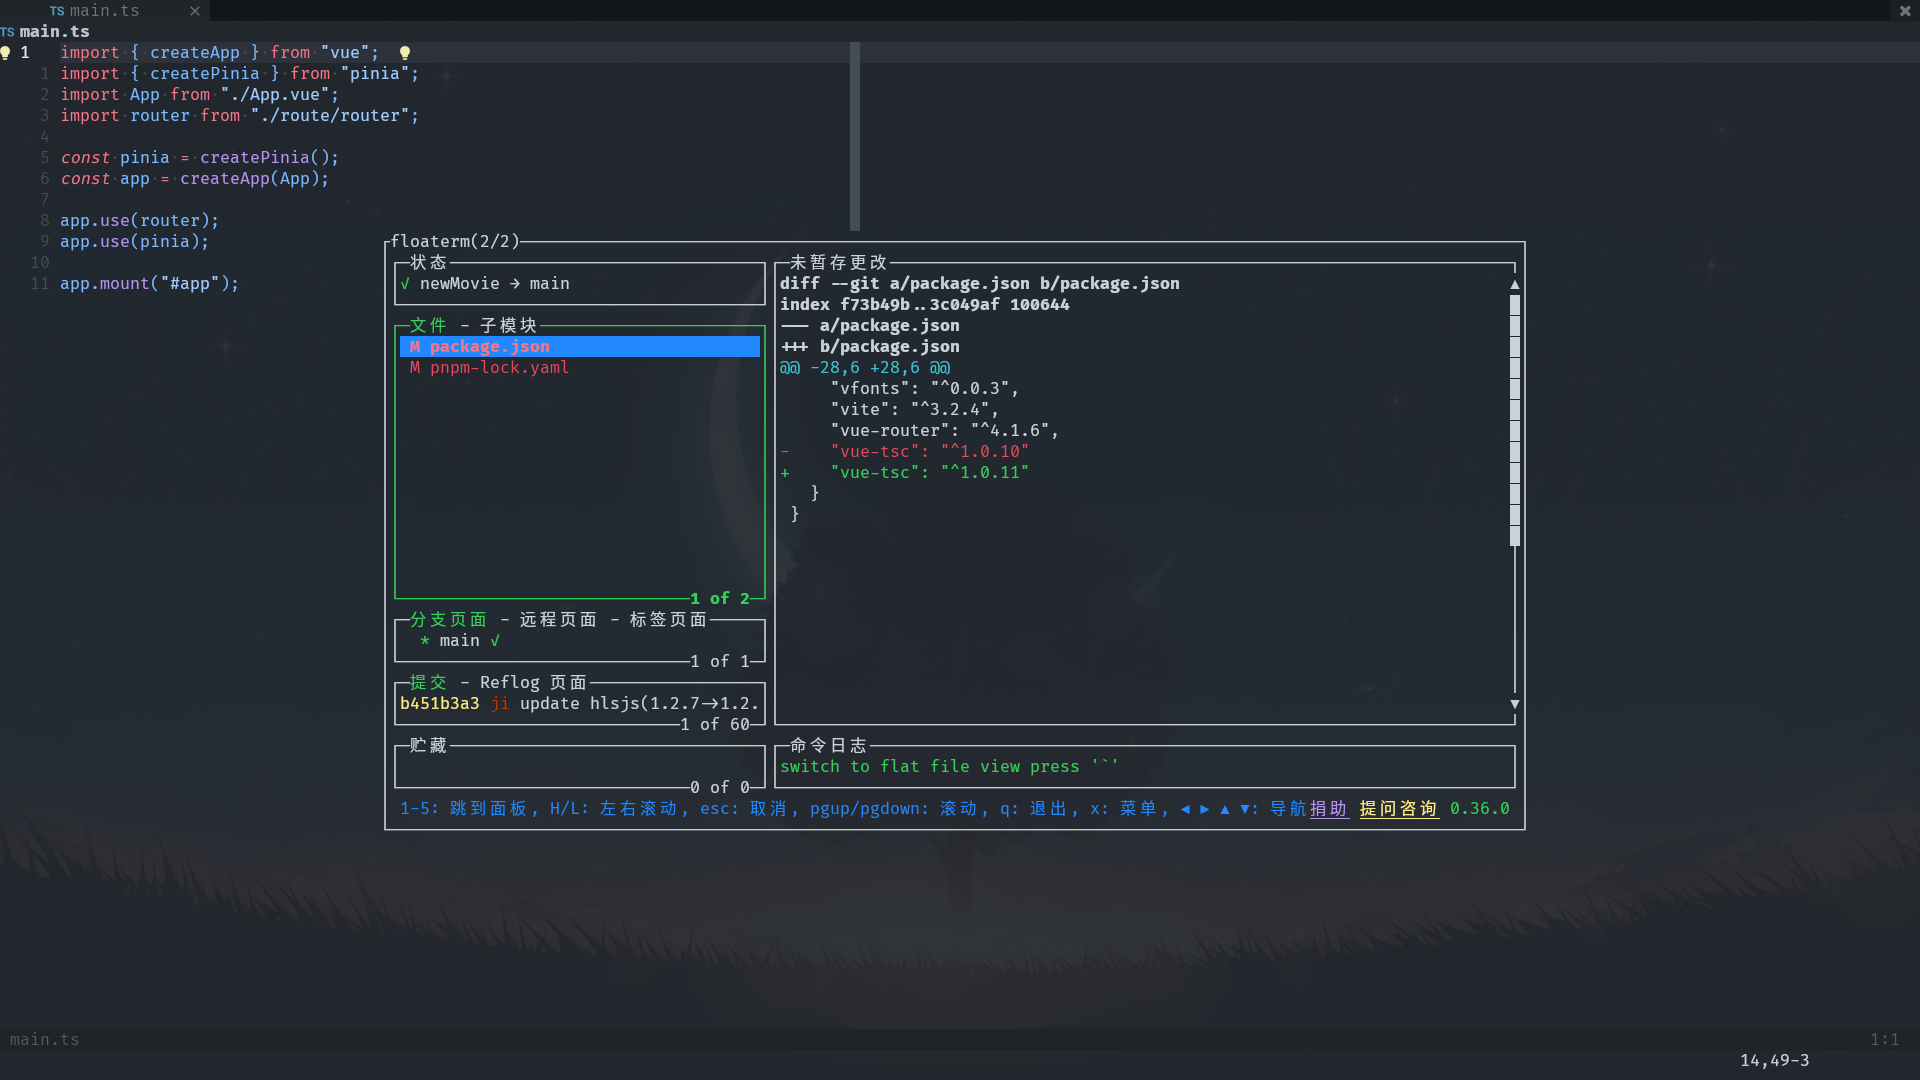 TS main.ts ×
TS main.ts
1 import { createApp } from "vue";
1 import { createPinia } from "pinia";
2 import App from "./App.vue";
3 import router from "./route/router";
4
5 const pinia = createPinia();
6 const app = createApp(App);
7
8 app.use(router);
9 app.use(pinia);
10
11 app.mount("#app");
floaterm(2/2)
状态
√ newMovie → main
文件 - 子模块
M package.json
M pnpm-lock.yaml
1 of 2
分支页面 - 远程页面 - 标签页面
* main √
1 of 1
提交 - Reflog 页面
b451b3a3 ji update hlsjs(1.2.7->1.2.
1 of 60
贮藏
0 of 0
未暂存更改
diff --git a/package.json b/package.json
index f73b49b..3c049af 100644
--- a/package.json
+++ b/package.json
@@ -28,6 +28,6 @@
"vfonts": "^0.0.3",
"vite": "^3.2.4",
"vue-router": "^4.1.6",
- "vue-tsc": "^1.0.10"
+ "vue-tsc": "^1.0.11"
}
}
命令日志
switch to flat file view press '`'
1-5: 跳到面板, H/L: 左右滚动, esc: 取消, pgup/pgdown: 滚动, q: 退出, x: 菜单, ◄ ► ▲ ▼: 导航 捐助 提问咨询 0.36.0
main.ts 1:1
14,49-3